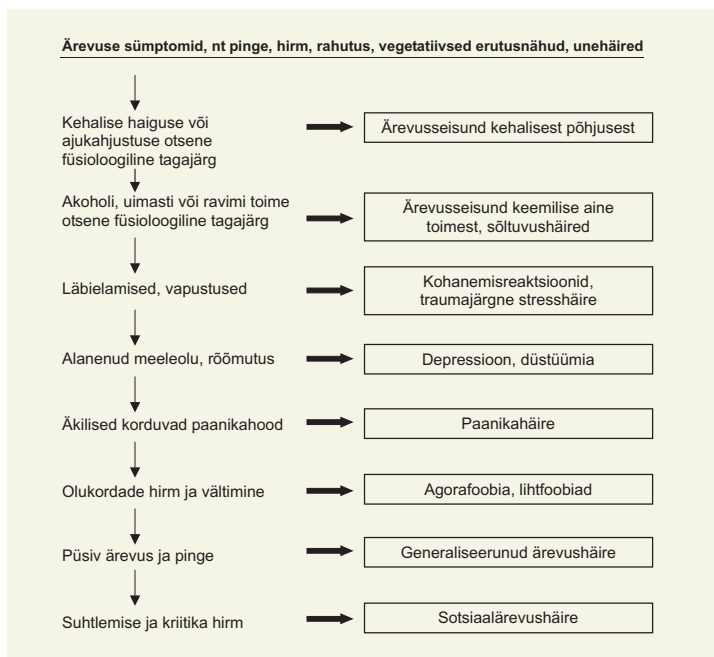 Ärevuse sümptomid, nt pinge, hirm, rahutus, vegetatiivsed erutusnähud, unehäired
Kehalise haiguse või
ajukahjustuse otsene
füsioloogiline tagajärg
Ärevusseisund kehalisest põhjusest
Akoholi, uimasti või ravimi toime
otsene füsioloogiline tagajärg
Ärevusseisund keemilise aine
toimest, sõltuvushäired
Läbielamised, vapustused
Kohanemisreaktsioonid,
traumajärgne stresshäire
Alanenud meeleolu, rõõmutus
Depressioon, düstüümia
Äkilised korduvad paanikahood
Paanikahäire
Olukordade hirm ja vältimine
Agorafoobia, lihtfoobiad
Püsiv ärevus ja pinge
Generaliseerunud ärevushäire
Suhtlemise ja kriitika hirm
Sotsiaalärevushäire